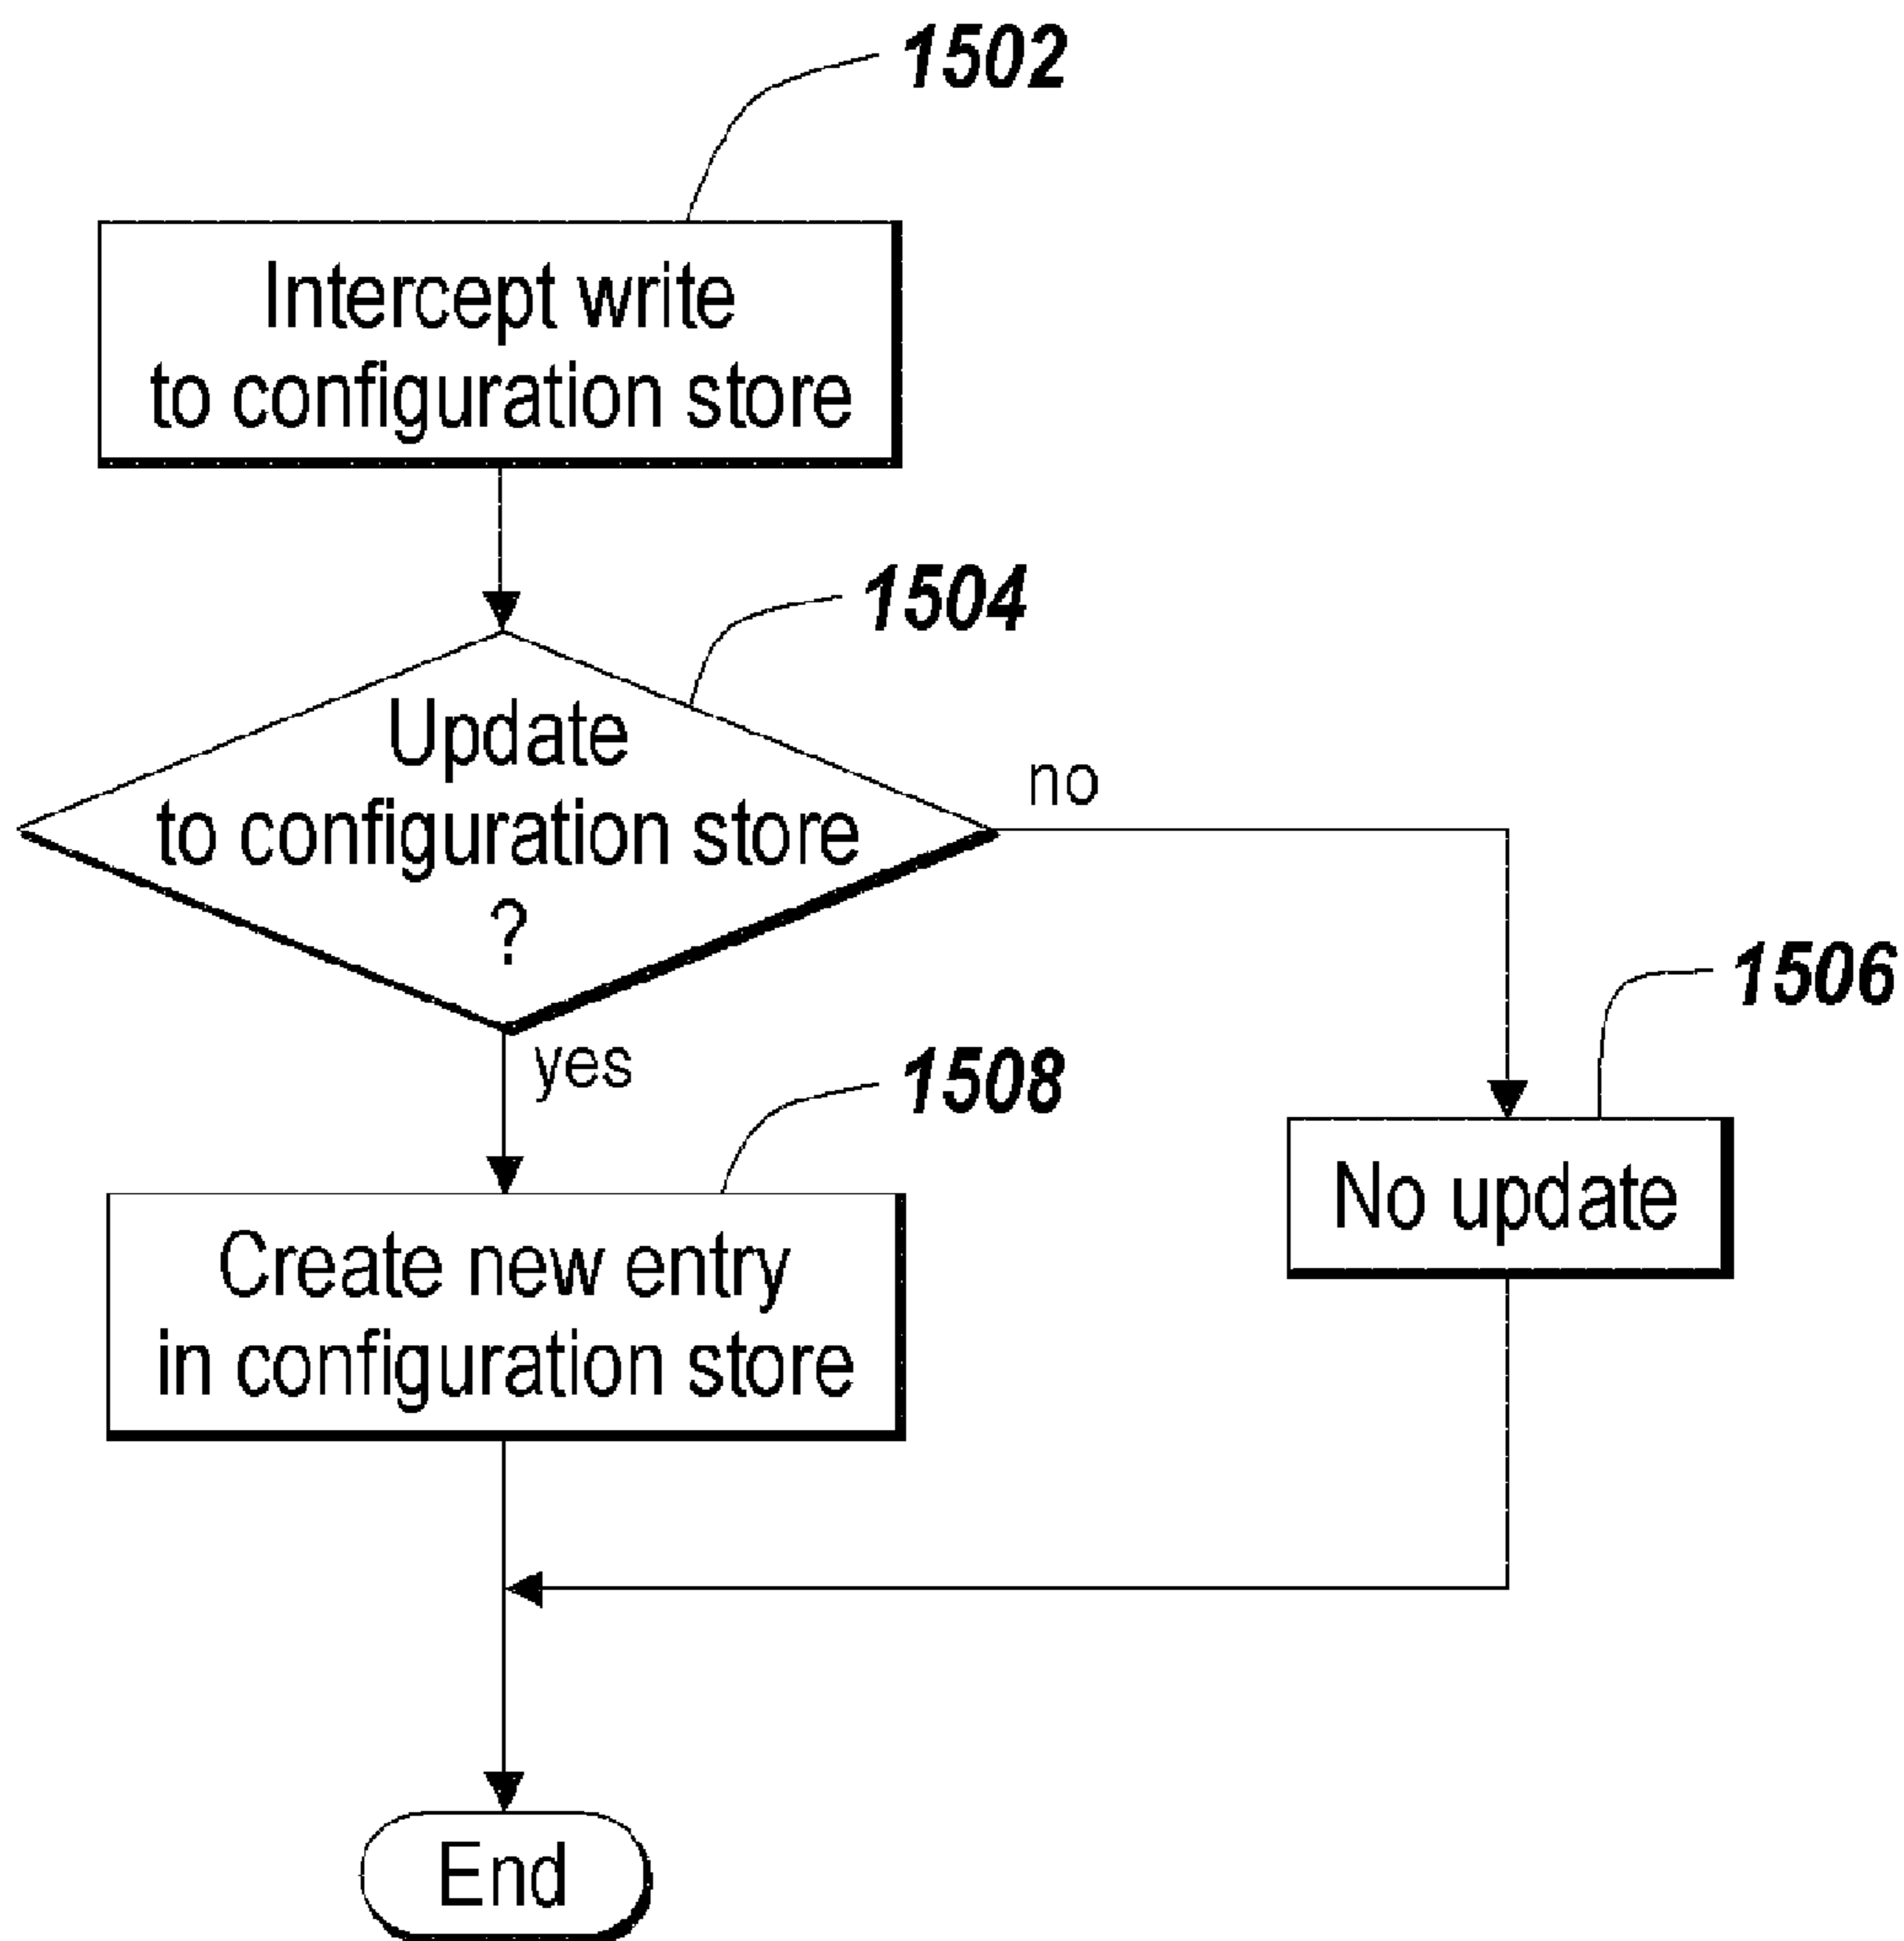 1502
Intercept write
to configuration store
1504
Update
to configuration store
?
no
yes
1506
1508
Create new entry
in configuration store
No update
End